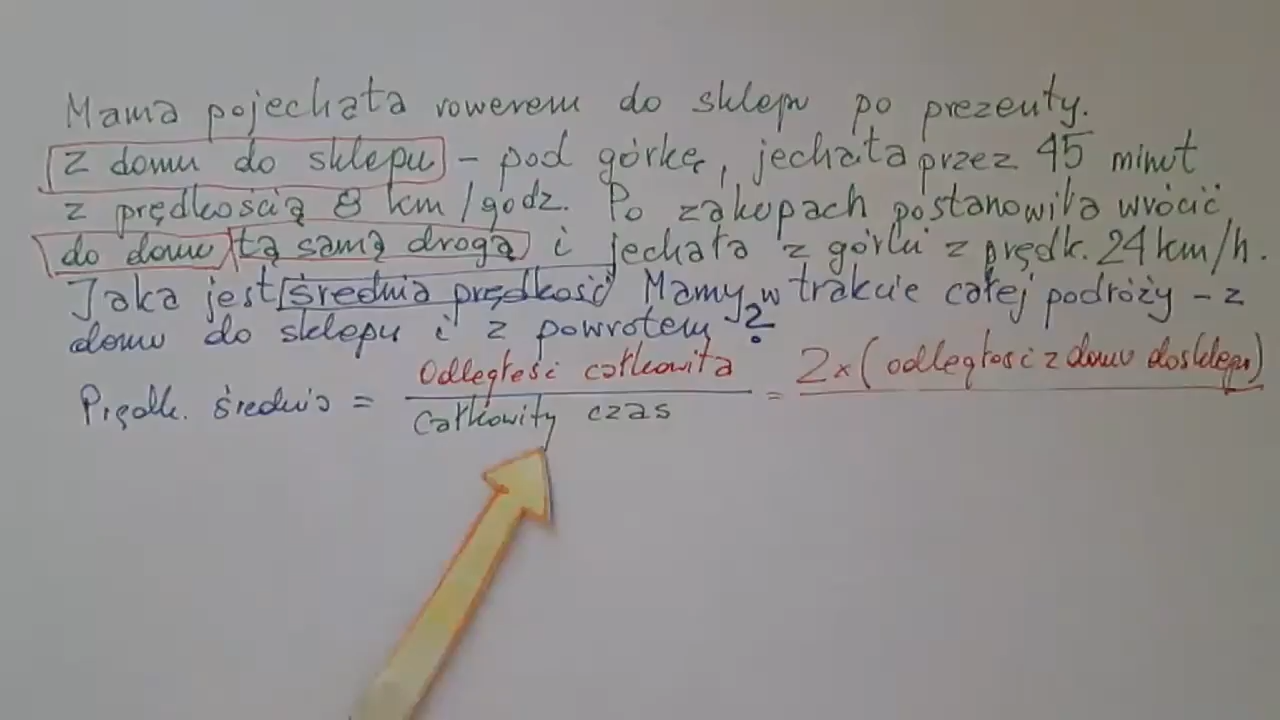 Mama pojechała rowerem do sklepu po prezenty.
Z domu do sklepu - pod górkę, jechała przez 45 minut
z prędkością 8 km/godz. Po zakupach postanowiła wrócić
do domu tą samą drogą i jechała z górki z prędk. 24 km/h.
Jaka jest średnia prędkość Mamy w trakcie całej podróży - z
domu do sklepu i z powrotem?
Prędk. średnia = Odległość całkowita / Całkowity czas = 2x (odległość z domu do sklepu)